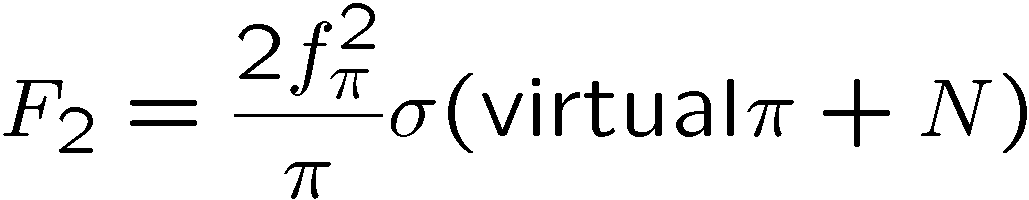 F_2 = \frac{2f_\pi^2}{\pi} \sigma(\text{virtual}\pi + N)